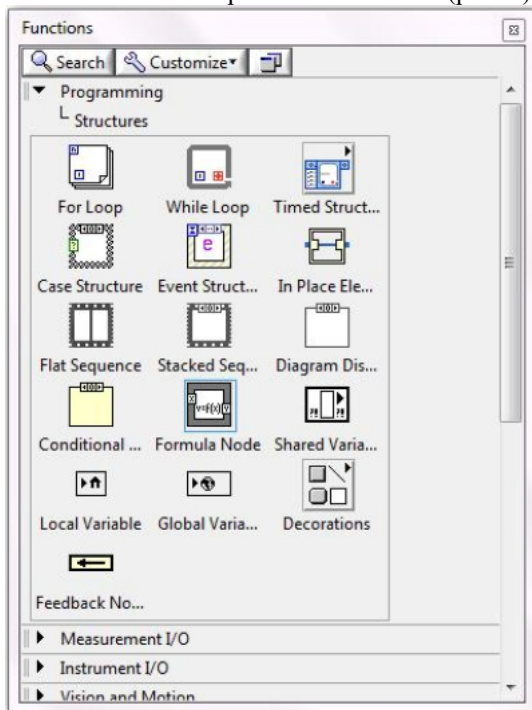 Functions
Search Customize
Programming
Structures
For Loop While Loop Timed Struct...
Case Structure Event Struct... In Place Ele...
Flat Sequence Stacked Seq... Diagram Dis...
Conditional ... Formula Node Shared Varia...
Local Variable Global Varia... Decorations
Feedback No...
Measurement I/O
Instrument I/O
Vision and Motion